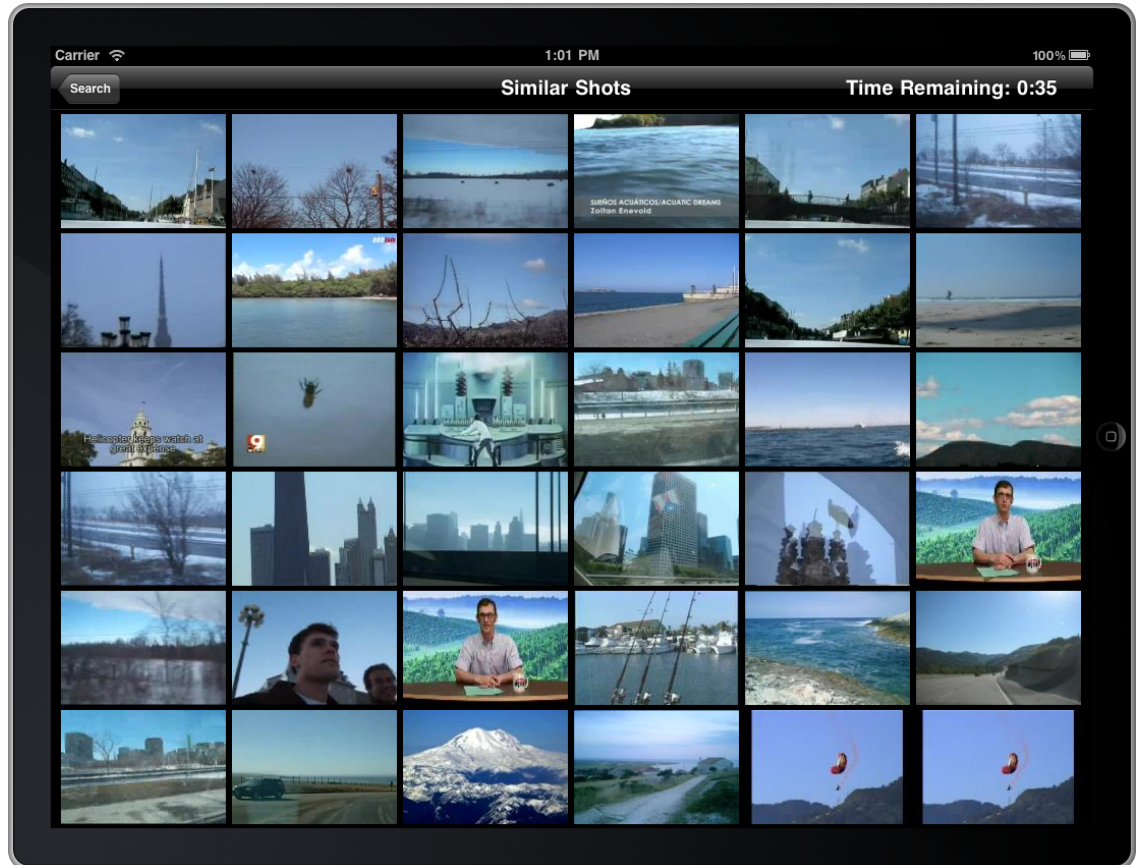 Carrier
1:01 PM
100%
Search
Similar Shots
Time Remaining: 0:35
SUEÑOS ACUÁTICOS/ACUATIC DREAMS
Zoltan Enevold
Helicopter keeps watch at
great expense
9